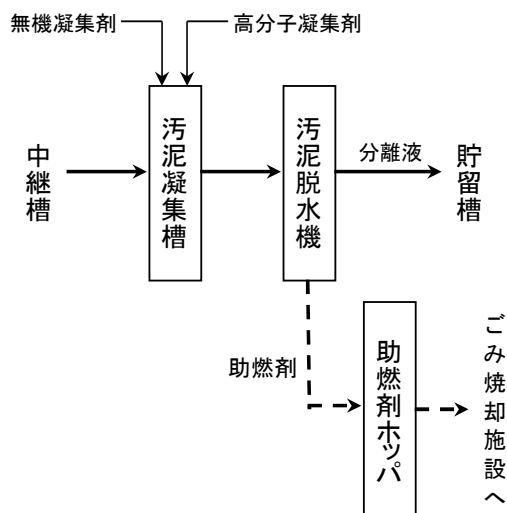 無機凝集剤
高分子凝集剤
中継槽
汚泥凝集槽
汚泥脱水機
分離液
貯留槽
助燃剤
助燃剤ホッパ
ごみ焼却施設へ